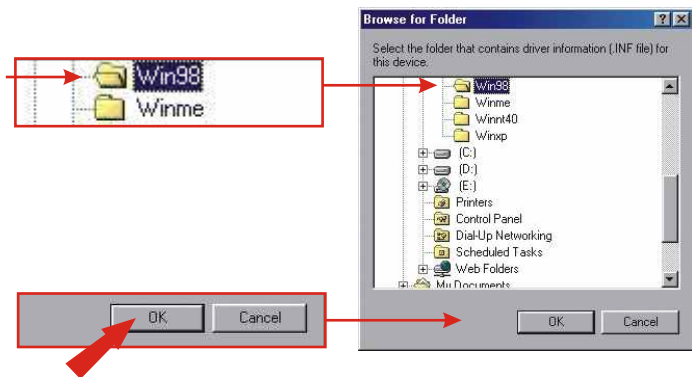 Win98
Winme
OK
Cancel
Browse for Folder
Select the folder that contains driver information (.INF file) for
this device.
Win98
Winme
Winnt40
Winxp
(C:)
(D:)
(E:)
Printers
Control Panel
Dial-Up Networking
Scheduled Tasks
Web Folders
My Documents
OK
Cancel